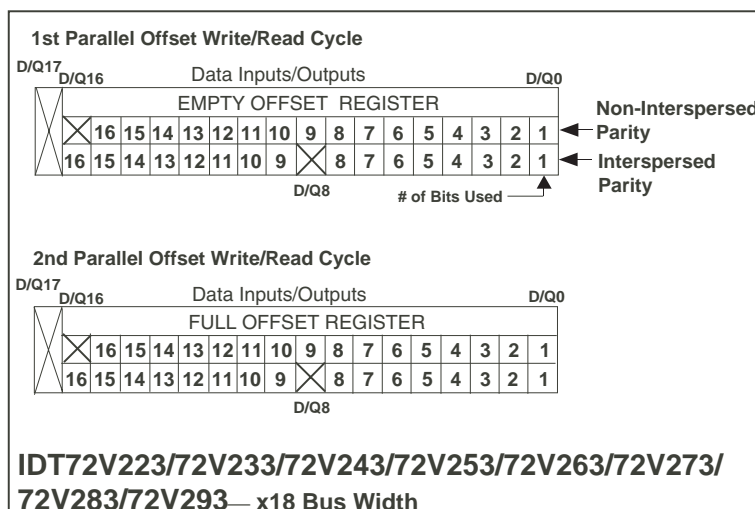 1st Parallel Offset Write/Read Cycle
D/Q17
D/Q16 Data Inputs/Outputs D/Q0
EMPTY OFFSET REGISTER
16 15 14 13 12 11 10 9 8 7 6 5 4 3 2 1
Non-Interspersed
Parity
16 15 14 13 12 11 10 9 8 7 6 5 4 3 2 1
Interspersed
Parity
D/Q8
# of Bits Used
2nd Parallel Offset Write/Read Cycle
D/Q17
D/Q16 Data Inputs/Outputs D/Q0
FULL OFFSET REGISTER
16 15 14 13 12 11 10 9 8 7 6 5 4 3 2 1
16 15 14 13 12 11 10 9 8 7 6 5 4 3 2 1
D/Q8
IDT72V223/72V233/72V243/72V253/72V263/72V273/
72V283/72V293— x18 Bus Width